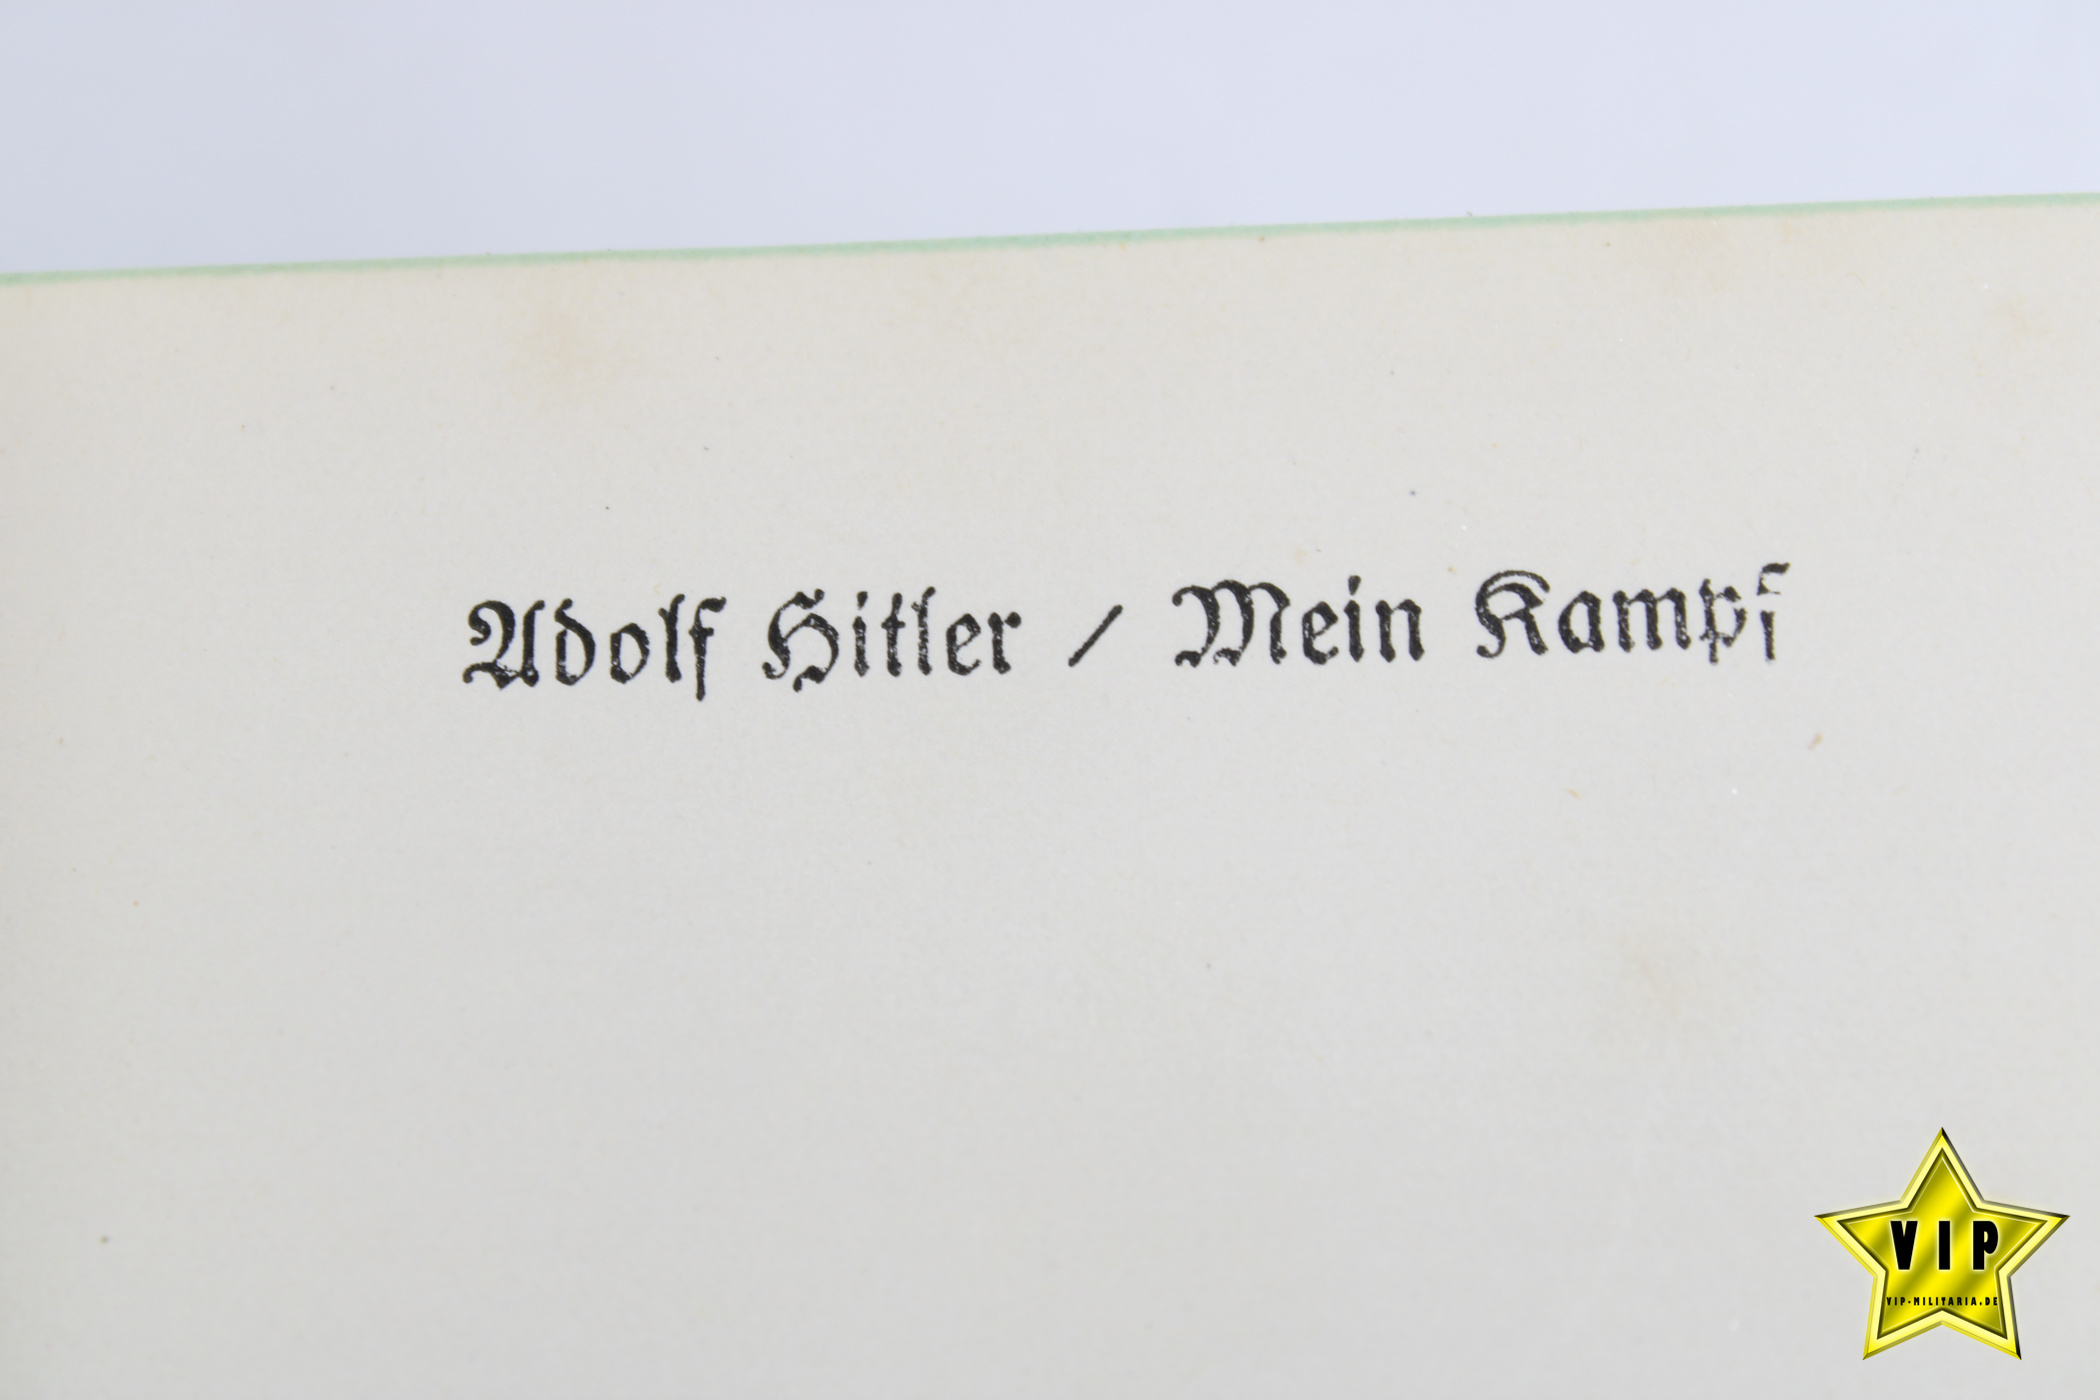 Adolf Hitler / Mein Kampf
VIP
VIP-MILITARIA.DE